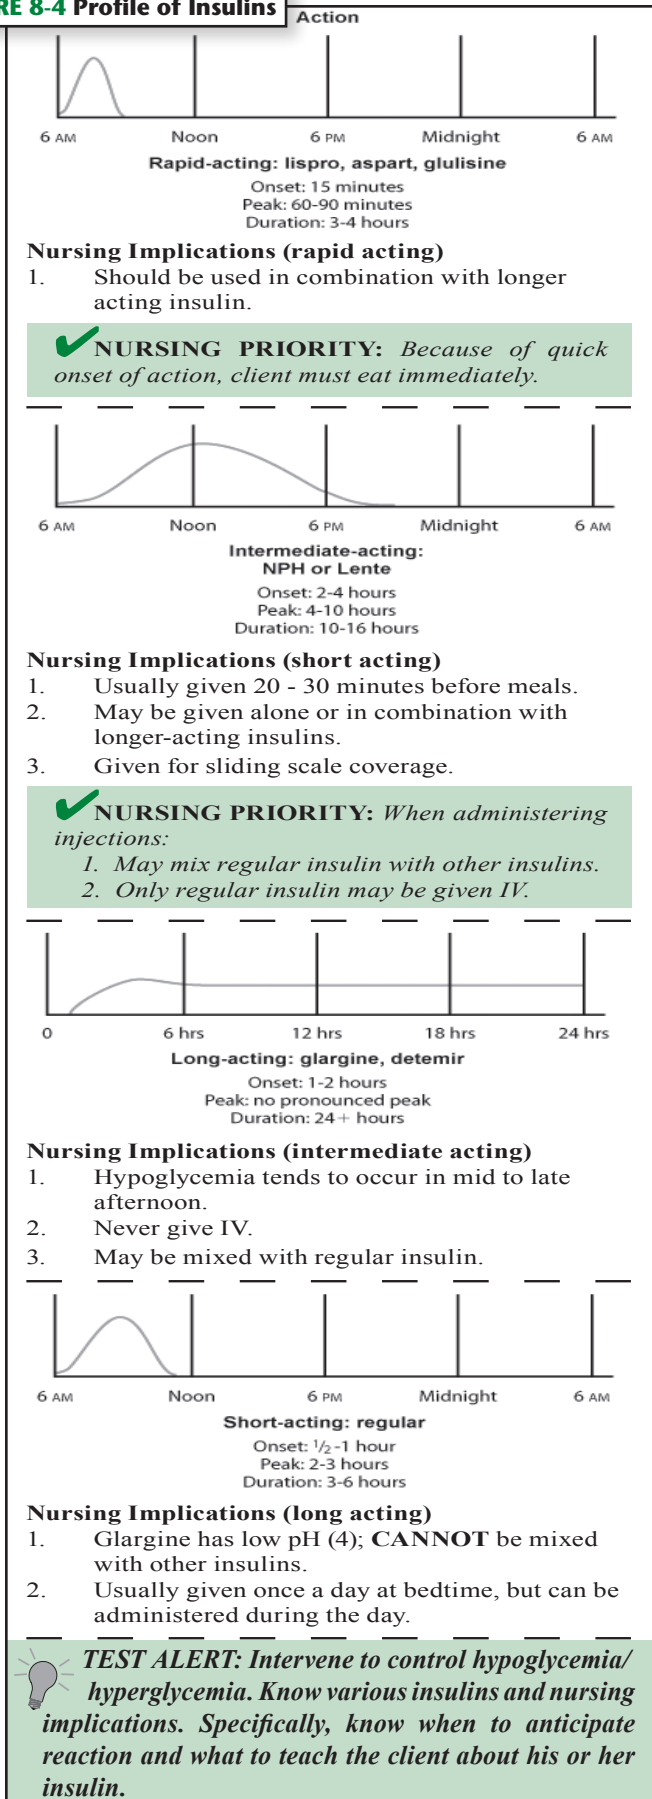 RE 8-4 Profile of Insulins
Action
6 AM Noon 6 PM Midnight 6 AM
Rapid-acting: lispro, aspart, glulisine
Onset: 15 minutes
Peak: 60-90 minutes
Duration: 3-4 hours
Nursing Implications (rapid acting)
1. Should be used in combination with longer
acting insulin.
✔NURSING PRIORITY: Because of quick
onset of action, client must eat immediately.
6 AM Noon 6 PM Midnight 6 AM
Intermediate-acting:
NPH or Lente
Onset: 2-4 hours
Peak: 4-10 hours
Duration: 10-16 hours
Nursing Implications (short acting)
1. Usually given 20 - 30 minutes before meals.
2. May be given alone or in combination with
longer-acting insulins.
3. Given for sliding scale coverage.
✔NURSING PRIORITY: When administering
injections:
1. May mix regular insulin with other insulins.
2. Only regular insulin may be given IV.
0 6 hrs 12 hrs 18 hrs 24 hrs
Long-acting: glargine, detemir
Onset: 1-2 hours
Peak: no pronounced peak
Duration: 24+ hours
Nursing Implications (intermediate acting)
1. Hypoglycemia tends to occur in mid to late
afternoon.
2. Never give IV.
3. May be mixed with regular insulin.
6 AM Noon 6 PM Midnight 6 AM
Short-acting: regular
Onset: 1/2-1 hour
Peak: 2-3 hours
Duration: 3-6 hours
Nursing Implications (long acting)
1. Glargine has low pH (4); CANNOT be mixed
with other insulins.
2. Usually given once a day at bedtime, but can be
administered during the day.
TEST ALERT: Intervene to control hypoglycemia/
hyperglycemia. Know various insulins and nursing
implications. Specifically, know when to anticipate
reaction and what to teach the client about his or her
insulin.